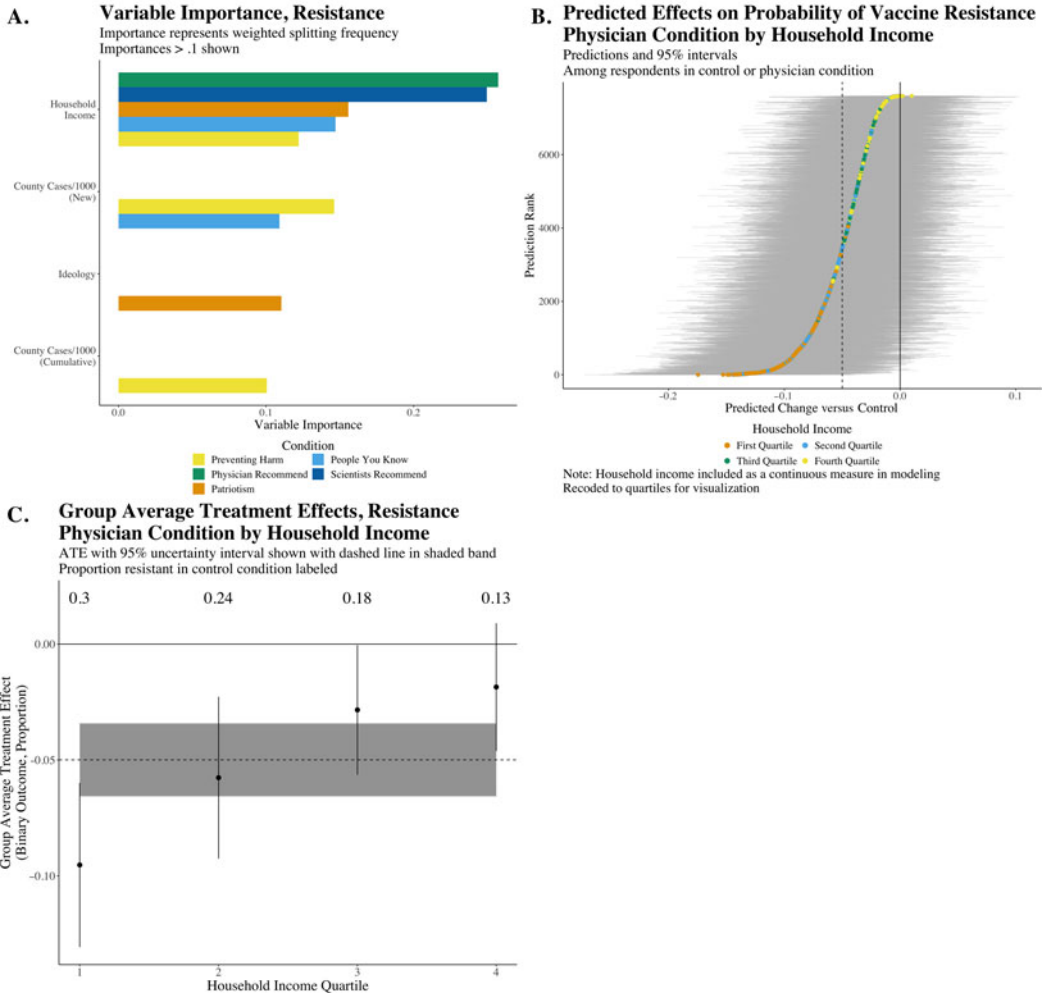 A.
Variable Importance, Resistance
Importance represents weighted splitting frequency
Importances > .1 shown
Household
Income
County Cases/1000
(New)
Ideology
County Cases/1000
(Cumulative)
0.0
0.1
0.2
Variable Importance
Condition
Preventing Harm
People You Know
Physician Recommend
Scientists Recommend
Patriotism
B.
Predicted Effects on Probability of Vaccine Resistance
Physician Condition by Household Income
Predictions and 95% intervals
Among respondents in control or physician condition
Prediction Rank
6000
4000
2000
0
-0.2
-0.1
0.0
0.1
Predicted Change versus Control
Household Income
First Quartile
Second Quartile
Third Quartile
Fourth Quartile
Note: Household income included as a continuous measure in modeling
Recoded to quartiles for visualization
C.
Group Average Treatment Effects, Resistance
Physician Condition by Household Income
ATE with 95% uncertainty interval shown with dashed line in shaded band
Proportion resistant in control condition labeled
0.3
0.24
0.18
0.13
Group Average Treatment Effect
(Binary Outcome, Proportion)
0.00
-0.05
-0.10
1
2
3
4
Household Income Quartile